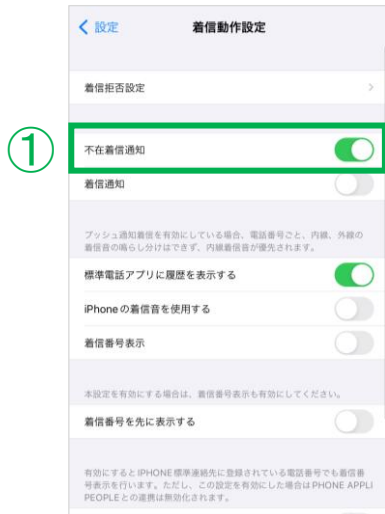 設定
着信動作設定
着信拒否設定
①
不在着信通知
着信通知
プッシュ通知着信を有効にしている場合、電話番号ごと、内線、外線の
着信音の鳴らし分けはできず、内線着信音が優先されます。
標準電話アプリに履歴を表示する
iPhoneの着信音を使用する
着信番号表示
本設定を有効にする場合は、着信番号表示も有効にしてください。
着信番号を先に表示する
有効にするとIPHONE標準連絡先に登録されている電話番号でも着信番
号表示を行います。ただし、この設定を有効にした場合はPHONE APPLI
PEOPLEとの連携は無効化されます。